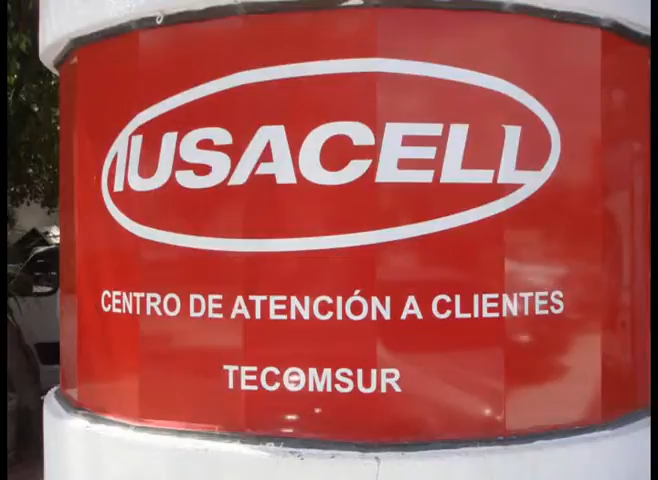 IUSACELL
CENTRO DE ATENCIÓN A CLIENTES
TECOMSUR